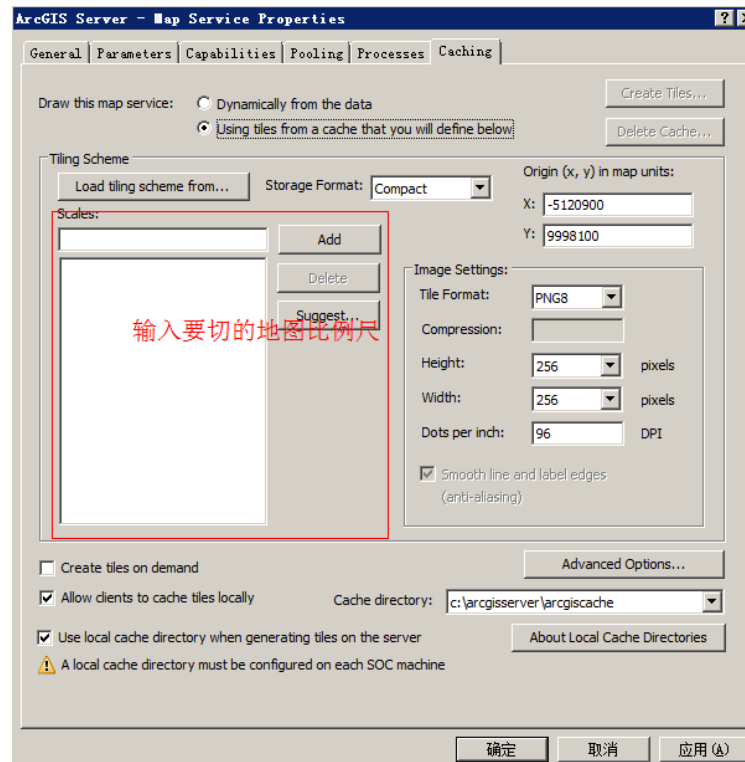 ArcGIS Server - Map Service Properties
General Parameters Capabilities Pooling Processes Caching
Draw this map service: Dynamically from the data Create Tiles...
Using tiles from a cache that you will define below Delete Cache...
Tiling Scheme
Load tiling scheme from... Storage Format: Compact
Origin (x, y) in map units:
X: -5120900
Y: 9998100
Scales:
Add
Delete
Suggest...
输入要切的地图比例尺
Image Settings:
Tile Format: PNG8
Compression:
Height: 256 pixels
Width: 256 pixels
Dots per inch: 96 DPI
Smooth line and label edges
(anti-aliasing)
Create tiles on demand Advanced Options...
Allow clients to cache tiles locally Cache directory: c:\arcgisserver\arcgiscache
Use local cache directory when generating tiles on the server About Local Cache Directories
A local cache directory must be configured on each SOC machine
确定 取消 应用(A)